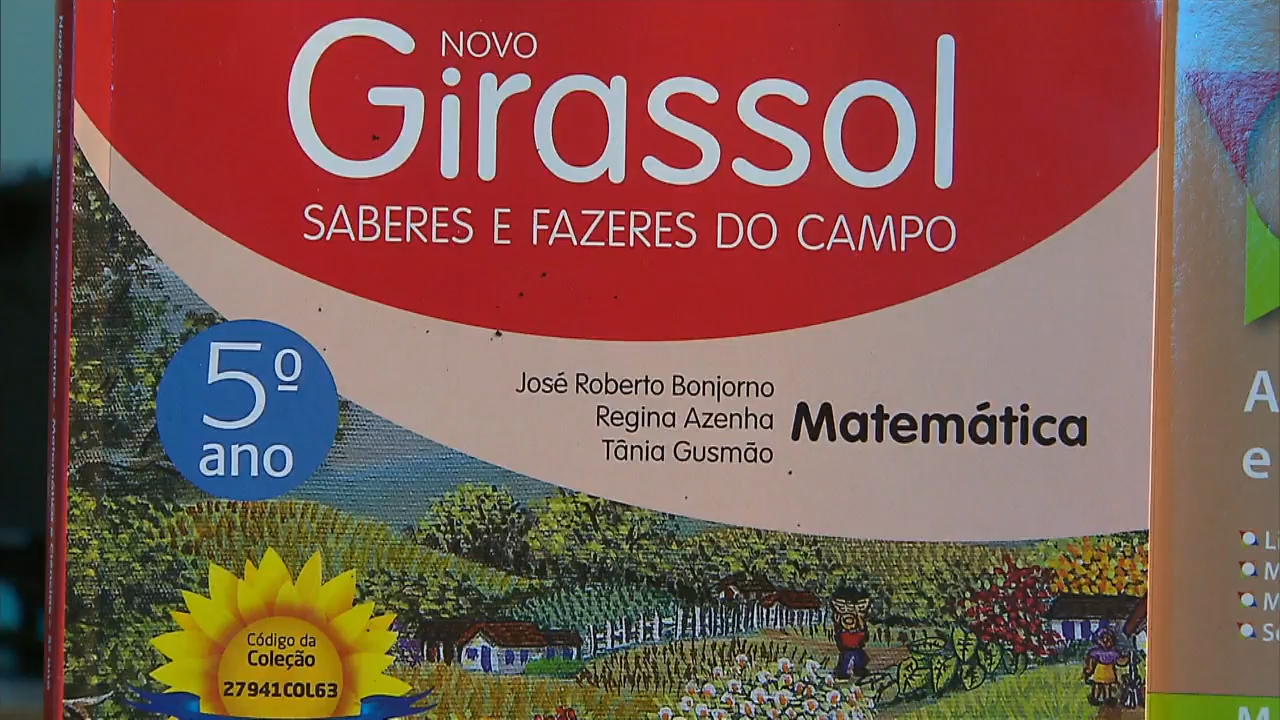 NOVO
Girassol
SABERES E FAZERES DO CAMPO
5º
ano
José Roberto Bonjorno
Regina Azenha
Tânia Gusmão
Matemática
Código da
Coleção
27941COL63
A
e